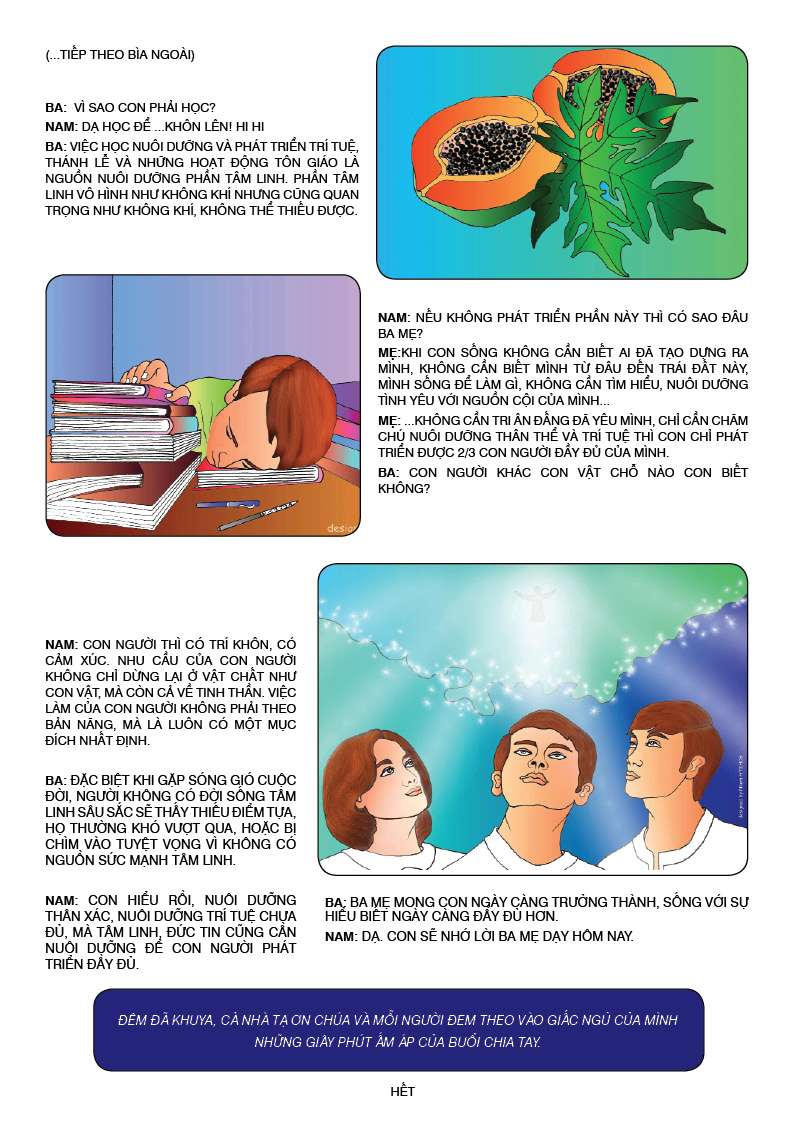 (...TIẾP THEO BÌA NGOÀI)
BA: VÌ SAO CON PHẢI HỌC?
NAM: DẠ HỌC ĐỂ ...KHÔN LÊN! HI HI
BA: VIỆC HỌC NUÔI DƯỠNG VÀ PHÁT TRIỂN TRÍ TUỆ,
THÁNH LỄ VÀ NHỮNG HOẠT ĐỘNG TÔN GIÁO LÀ
NGUỒN NUÔI DƯỠNG PHẦN TÂM LINH. PHẦN TÂM
LINH VÔ HÌNH NHƯ KHÔNG KHÍ NHƯNG CŨNG QUAN
TRỌNG NHƯ KHÔNG KHÍ, KHÔNG THỂ THIẾU ĐƯỢC.
NAM: NẾU KHÔNG PHÁT TRIỂN PHẦN NÀY THÌ CÓ SAO ĐÂU
BA MẸ?
MẸ:KHI CON SỐNG KHÔNG CẦN BIẾT AI ĐÃ TẠO DỰNG RA
MÌNH, KHÔNG CẦN BIẾT MÌNH TỪ ĐÂU ĐẾN TRÁI ĐẤT NÀY,
MÌNH SỐNG ĐỂ LÀM GÌ, KHÔNG CẦN TÌM HIỂU, NUÔI DƯỠNG
TÌNH YÊU VỚI NGUỒN CỘI CỦA MÌNH...
MẸ: ...KHÔNG CẦN TRI ÂN ĐẤNG ĐÃ YÊU MÌNH, CHỈ CẦN CHĂM
CHÚ NUÔI DƯỠNG THÂN THỂ VÀ TRÍ TUỆ THÌ CON CHỈ PHÁT
TRIỂN ĐƯỢC 2/3 CON NGƯỜI ĐẦY ĐỦ CỦA MÌNH.
BA: CON NGƯỜI KHÁC CON VẬT CHỖ NÀO CON BIẾT
KHÔNG?
desig
NAM: CON NGƯỜI THÌ CÓ TRÍ KHÔN, CÓ
CẢM XÚC. NHU CẦU CỦA CON NGƯỜI
KHÔNG CHỈ DỪNG LẠI Ở VẬT CHẤT NHƯ
CON VẬT, MÀ CÒN CẢ VỀ TINH THẦN. VIỆC
LÀM CỦA CON NGƯỜI KHÔNG PHẢI THEO
BẢN NĂNG, MÀ LÀ LUÔN CÓ MỘT MỤC
ĐÍCH NHẤT ĐỊNH.
BA: ĐẶC BIỆT KHI GẶP SÓNG GIÓ CUỘC
ĐỜI, NGƯỜI KHÔNG CÓ ĐỜI SỐNG TÂM
LINH SÂU SẮC SẼ THẤY THIẾU ĐIỂM TỰA,
HỌ THƯỜNG KHÓ VƯỢT QUA, HOẶC BỊ
CHÌM VÀO TUYỆT VỌNG VÌ KHÔNG CÓ
NGUỒN SỨC MẠNH TÂM LINH.
NAM: CON HIỂU RỒI, NUÔI DƯỠNG
THÂN XÁC, NUÔI DƯỠNG TRÍ TUỆ CHƯA
ĐỦ, MÀ TÂM LINH, ĐỨC TIN CŨNG CẦN
NUÔI DƯỠNG ĐỂ CON NGƯỜI PHÁT
TRIỂN ĐẦY ĐỦ.
BA: BA MẸ MONG CON NGÀY CÀNG TRƯỞNG THÀNH, SỐNG VỚI SỰ
HIỂU BIẾT NGÀY CÀNG ĐẦY ĐỦ HƠN.
NAM: DẠ. CON SẼ NHỚ LỜI BA MẸ DẠY HÔM NAY.
ĐÊM ĐÃ KHUYA, CẢ NHÀ TẠ ƠN CHÚA VÀ MỖI NGƯỜI ĐEM THEO VÀO GIẤC NGỦ CỦA MÌNH
NHỮNG GIÂY PHÚT ẤM ÁP CỦA BUỔI CHIA TAY.
HẾT